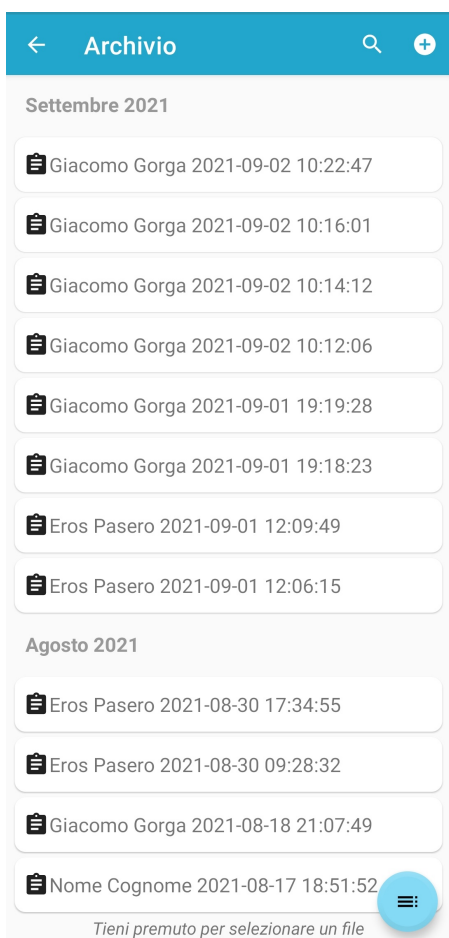 Archivio
Settembre 2021
Giacomo Gorga 2021-09-02 10:22:47
Giacomo Gorga 2021-09-02 10:16:01
Giacomo Gorga 2021-09-02 10:14:12
Giacomo Gorga 2021-09-02 10:12:06
Giacomo Gorga 2021-09-01 19:19:28
Giacomo Gorga 2021-09-01 19:18:23
Eros Pasero 2021-09-01 12:09:49
Eros Pasero 2021-09-01 12:06:15
Agosto 2021
Eros Pasero 2021-08-30 17:34:55
Eros Pasero 2021-08-30 09:28:32
Giacomo Gorga 2021-08-18 21:07:49
Nome Cognome 2021-08-17 18:51:52
Tieni premuto per selezionare un file